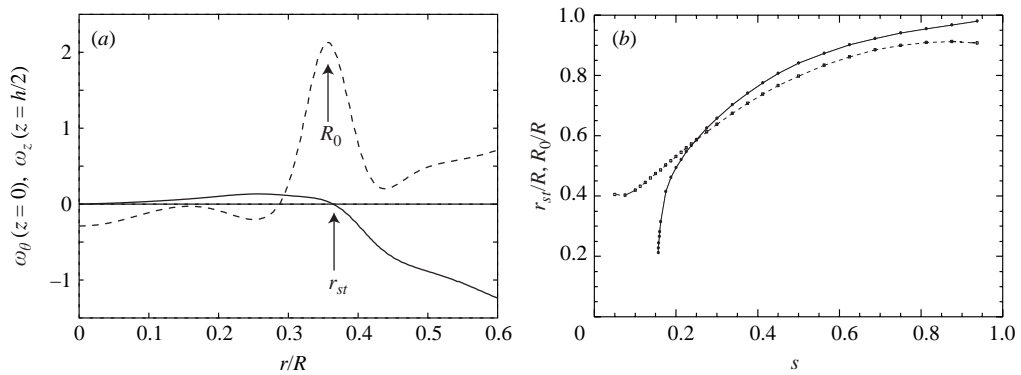 (a)
2
1
0
−1
ω_θ (z = 0), ω_z (z = h/2)
R_0
r_st
0
0.1
0.2
0.3
0.4
0.5
0.6
r/R
(b)
1.0
0.8
0.6
0.4
0.2
r_st/R, R_0/R
0
0.2
0.4
0.6
0.8
1.0
s